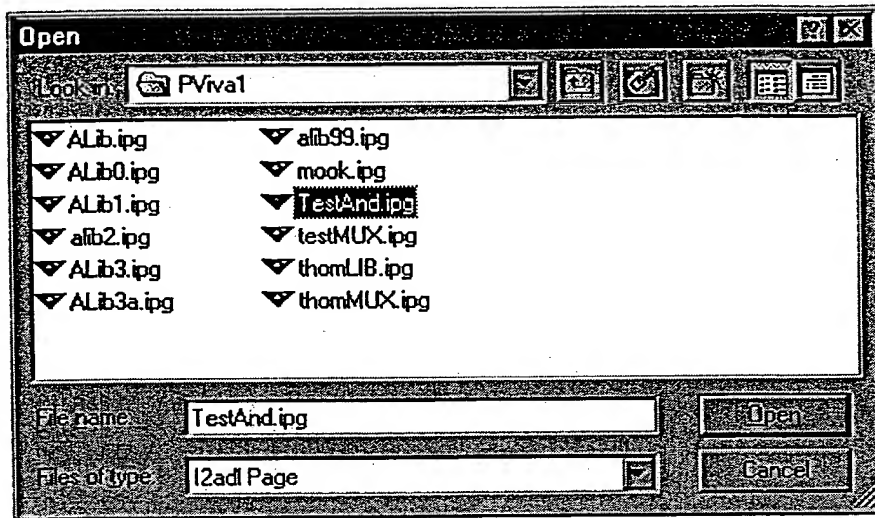 Open
Look in: PViva1
ALib.ipg
ALib0.ipg
ALib1.ipg
alib2.ipg
ALib3.ipg
ALib3a.ipg
alib99.ipg
mook.ipg
TestAnd.ipg
testMUX.ipg
thomLIB.ipg
thomMUX.ipg
File name: TestAnd.ipg
Open
Files of type: I2adl Page
Cancel